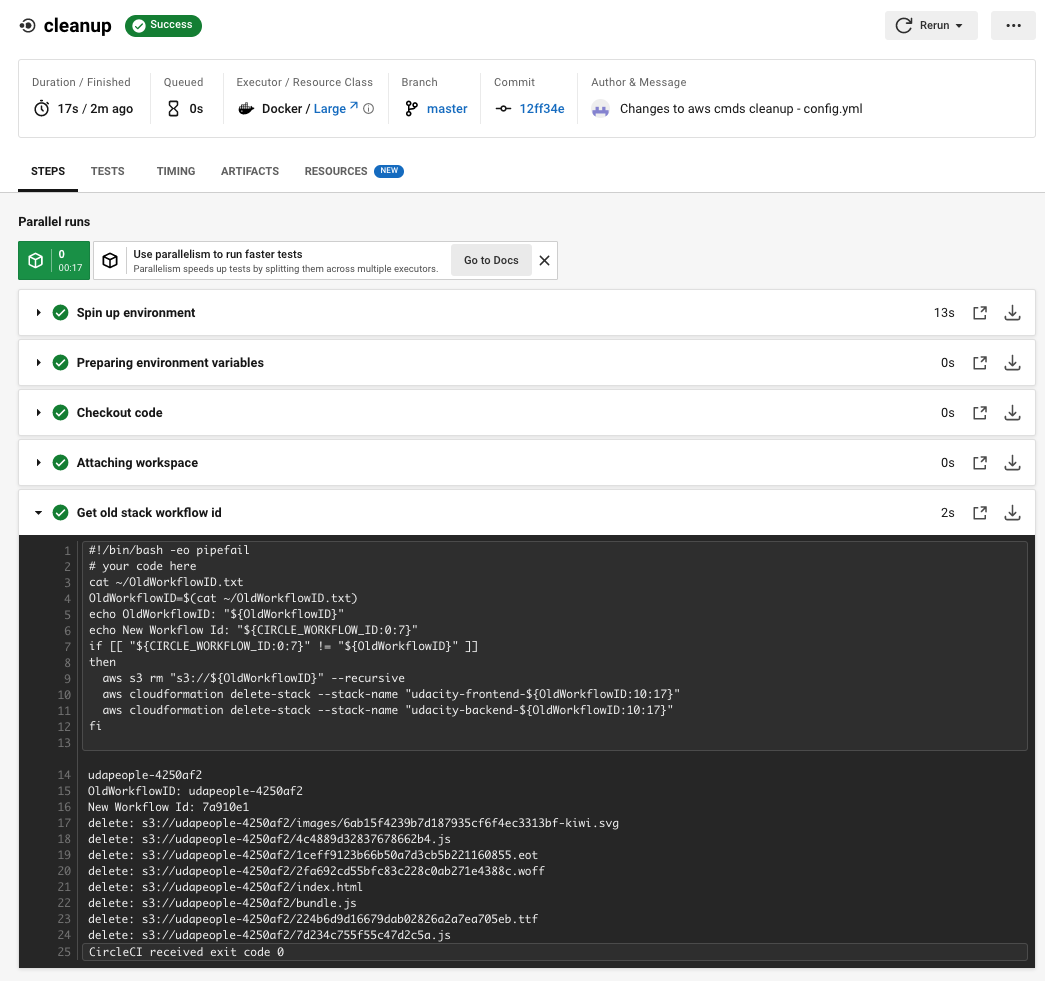 cleanup
Success
Rerun
Duration / Finished
17s / 2m ago
Queued
0s
Executor / Resource Class
Docker / Large
Branch
master
Commit
12ff34e
Author & Message
Changes to aws cmds cleanup - config.yml
STEPS
TESTS
TIMING
ARTIFACTS
RESOURCES
NEW
Parallel runs
0
00:17
Use parallelism to run faster tests
Parallelism speeds up tests by splitting them across multiple executors.
Go to Docs
Spin up environment
13s
Preparing environment variables
0s
Checkout code
0s
Attaching workspace
0s
Get old stack workflow id
2s
1 #!/bin/bash -eo pipefail
2 # your code here
3 cat ~/OldWorkflowID.txt
4 OldWorkflowID=$(cat ~/OldWorkflowID.txt)
5 echo OldWorkflowID: "${OldWorkflowID}"
6 echo New Workflow Id: "${CIRCLE_WORKFLOW_ID:0:7}"
7 if [[ "${CIRCLE_WORKFLOW_ID:0:7}" != "${OldWorkflowID}" ]]
8 then
9   aws s3 rm "s3://${OldWorkflowID}" --recursive
10   aws cloudformation delete-stack --stack-name "udacity-frontend-${OldWorkflowID:10:17}"
11   aws cloudformation delete-stack --stack-name "udacity-backend-${OldWorkflowID:10:17}"
12 fi
13
14 udapeople-4250af2
15 OldWorkflowID: udapeople-4250af2
16 New Workflow Id: 7a910e1
17 delete: s3://udapeople-4250af2/images/6ab15f4239b7d187935cf6f4ec3313bf-kiwi.svg
18 delete: s3://udapeople-4250af2/4c4889d32837678662b4.js
19 delete: s3://udapeople-4250af2/1ceff9123b66b50a7d3cb5b221160855.eot
20 delete: s3://udapeople-4250af2/2fa692cd55bfc83c228c0ab271e4388c.woff
21 delete: s3://udapeople-4250af2/index.html
22 delete: s3://udapeople-4250af2/bundle.js
23 delete: s3://udapeople-4250af2/224b6d9d16679dab02826a2a7ea705eb.ttf
24 delete: s3://udapeople-4250af2/7d234c755f55c47d2c5a.js
25 CircleCI received exit code 0